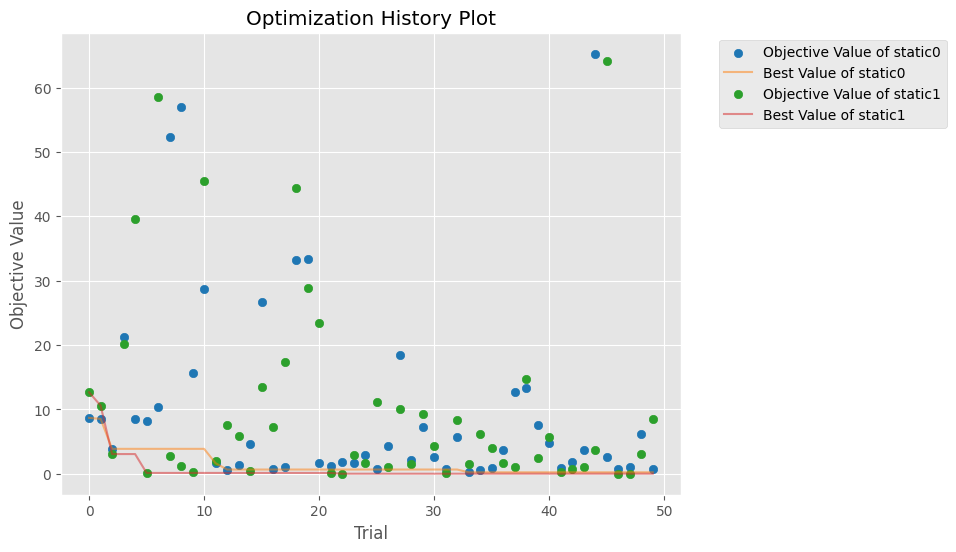 Optimization History Plot
Objective Value of static0
Best Value of static0
Objective Value of static1
Best Value of static1
Objective Value
60
50
40
30
20
10
0
0 10 20 30 40 50
Trial